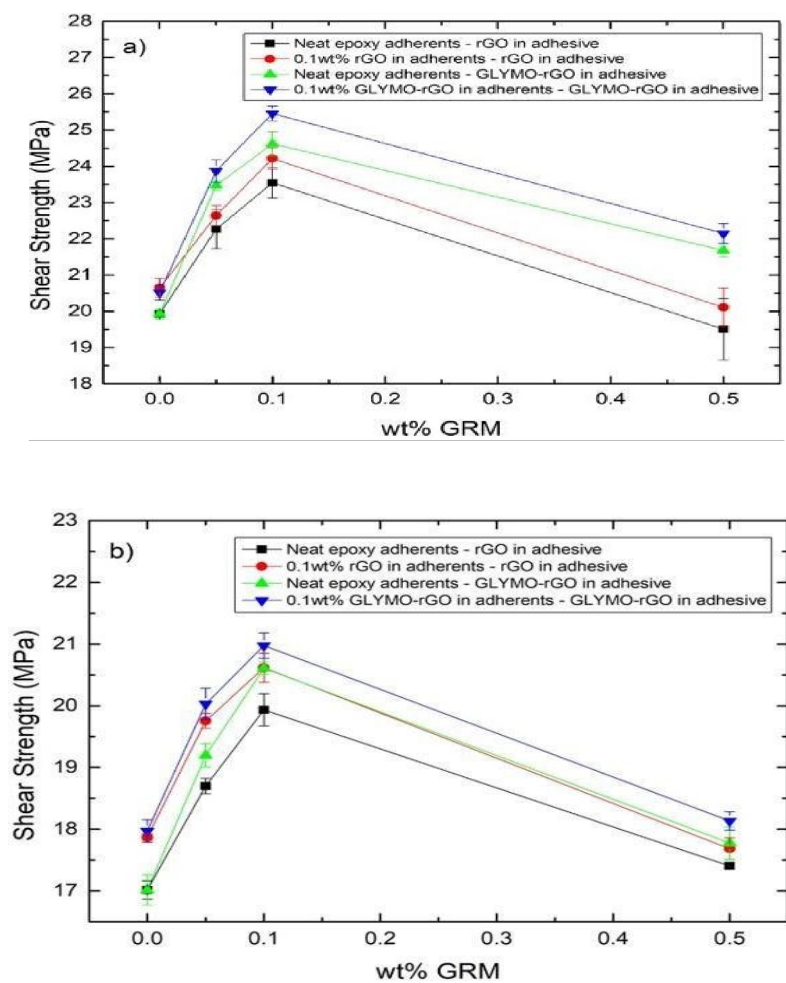 a)
Neat epoxy adherents - rGO in adhesive
0.1wt% rGO in adherents - rGO in adhesive
Neat epoxy adherents - GLYMO-rGO in adhesive
0.1wt% GLYMO-rGO in adherents - GLYMO-rGO in adhesive
Shear Strength (MPa)
28
27
26
25
24
23
22
21
20
19
18
0.0 0.1 0.2 0.3 0.4 0.5
wt% GRM
b)
Neat epoxy adherents - rGO in adhesive
0.1wt% rGO in adherents - rGO in adhesive
Neat epoxy adherents - GLYMO-rGO in adhesive
0.1wt% GLYMO-rGO in adherents - GLYMO-rGO in adhesive
Shear Strength (MPa)
23
22
21
20
19
18
17
0.0 0.1 0.2 0.3 0.4 0.5
wt% GRM